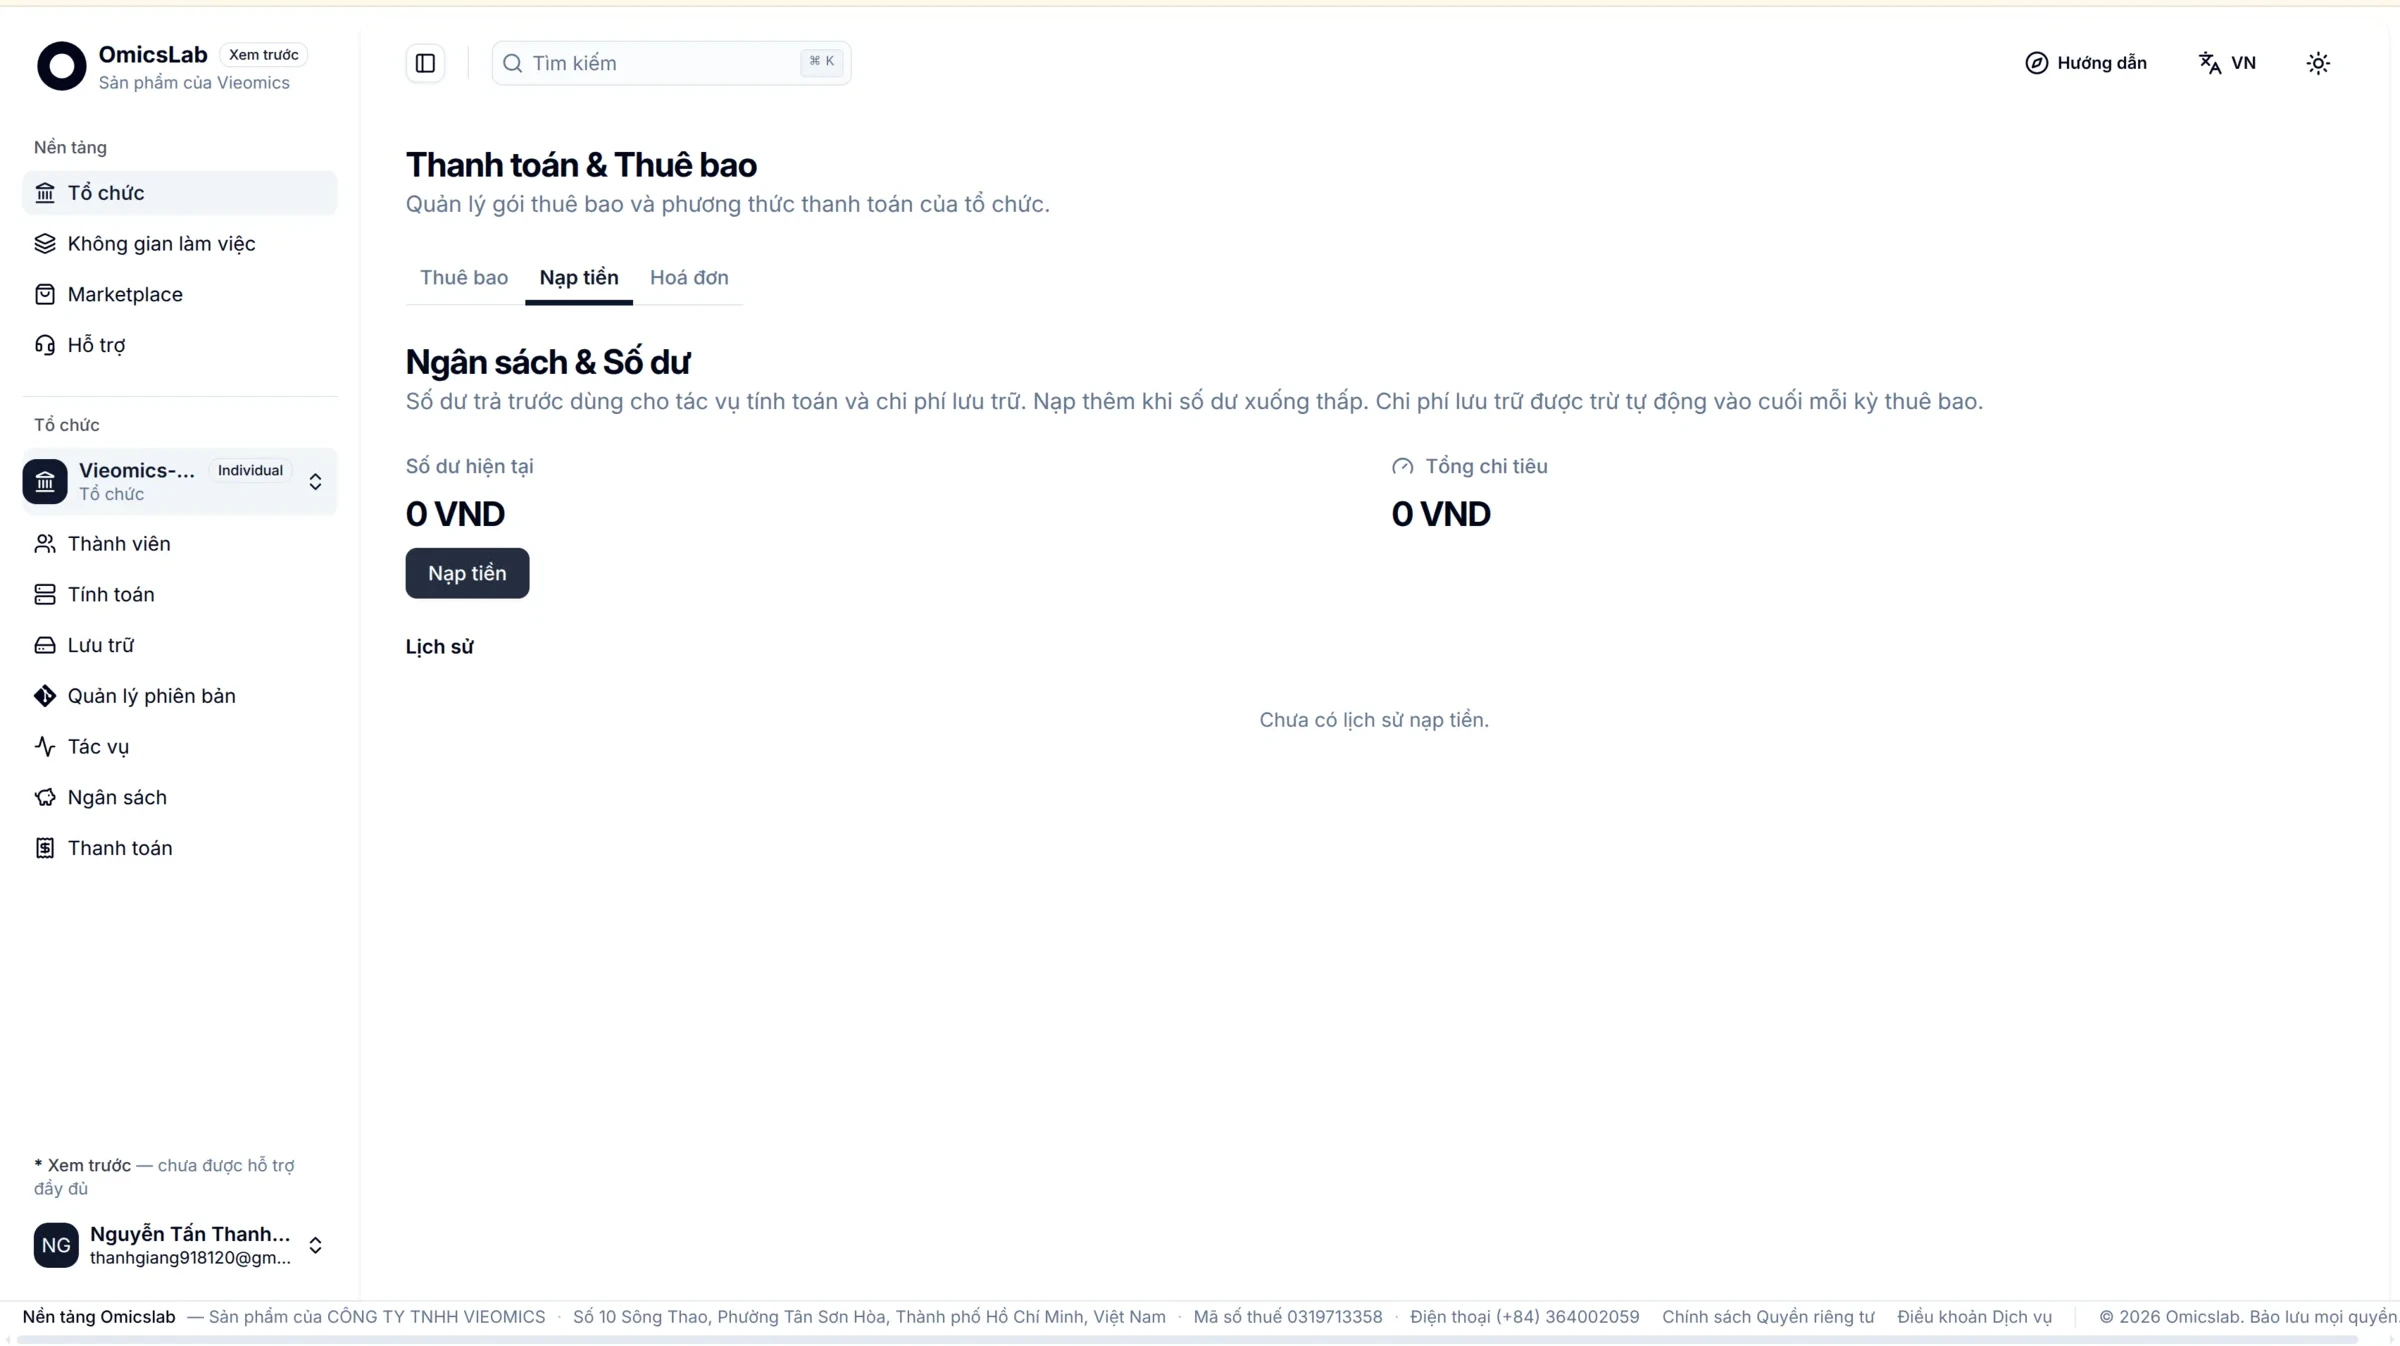 OmicsLab Xem trước
Sản phẩm của Vieomics
Tìm kiếm ⌘ K
Hướng dẫn
VN
Nền tảng
Tổ chức
Không gian làm việc
Marketplace
Hỗ trợ
Tổ chức
Vieomics-... Individual
Tổ chức
Thành viên
Tính toán
Lưu trữ
Quản lý phiên bản
Tác vụ
Ngân sách
Thanh toán
* Xem trước — chưa được hỗ trợ
đầy đủ
NG
Nguyễn Tấn Thanh...
thanhgiang918120@gm...
Thanh toán & Thuê bao
Quản lý gói thuê bao và phương thức thanh toán của tổ chức.
Thuê bao Nạp tiền Hoá đơn
Ngân sách & Số dư
Số dư trả trước dùng cho tác vụ tính toán và chi phí lưu trữ. Nạp thêm khi số dư xuống thấp. Chi phí lưu trữ được trừ tự động vào cuối mỗi kỳ thuê bao.
Số dư hiện tại
0 VND
Nạp tiền
Tổng chi tiêu
0 VND
Lịch sử
Chưa có lịch sử nạp tiền.
Nền tảng Omicslab — Sản phẩm của CÔNG TY TNHH VIEOMICS · Số 10 Sông Thao, Phường Tân Sơn Hòa, Thành phố Hồ Chí Minh, Việt Nam · Mã số thuế 0319713358 · Điện thoại (+84) 364002059 Chính sách Quyền riêng tư Điều khoản Dịch vụ © 2026 Omicslab. Bảo lưu mọi quyền.